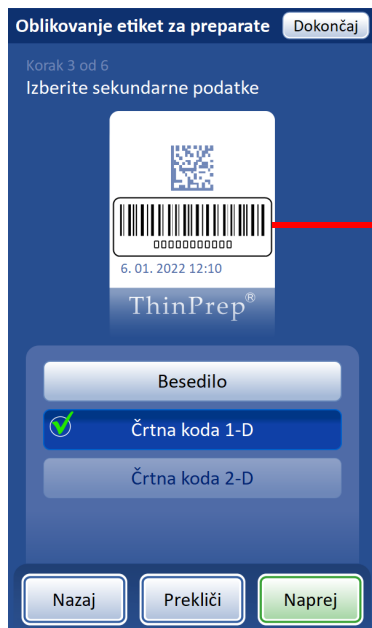 Oblikovanje etiket za preparate
Dokončaj
Korak 3 od 6
Izberite sekundarne podatke
00000000000
6. 01. 2022 12:10
ThinPrep®
Besedilo
Črtna koda 1-D
Črtna koda 2-D
Nazaj
Prekliči
Naprej